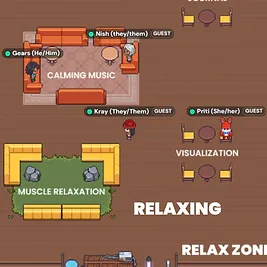 Nish (they/them) GUEST
Gears (He/Him)
CALMING MUSIC
Kray (They/Them) GUEST
Priti (She/her) GUEST
VISUALIZATION
MUSCLE RELAXATION
RELAXING
RELAX ZON